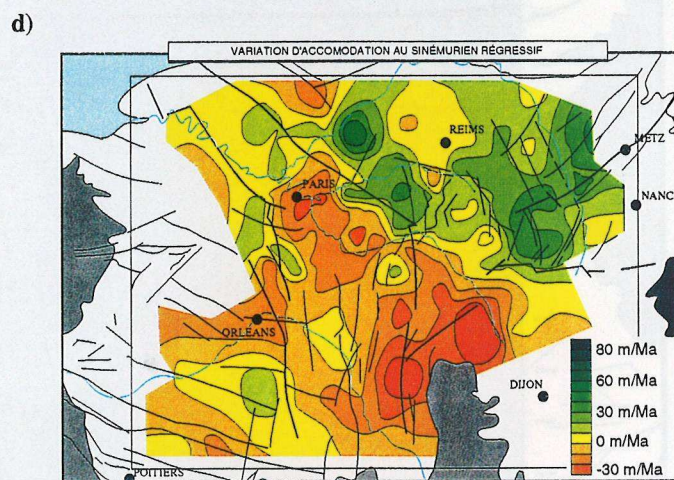 d)
VARIATION D'ACCOMODATION AU SINÉMURIEN RÉGRESSIF
REIMS
METZ
PARIS
NANC
ORLÉANS
80 m/Ma
60 m/Ma
DIJON
30 m/Ma
0 m/Ma
-30 m/Ma
POITIERS